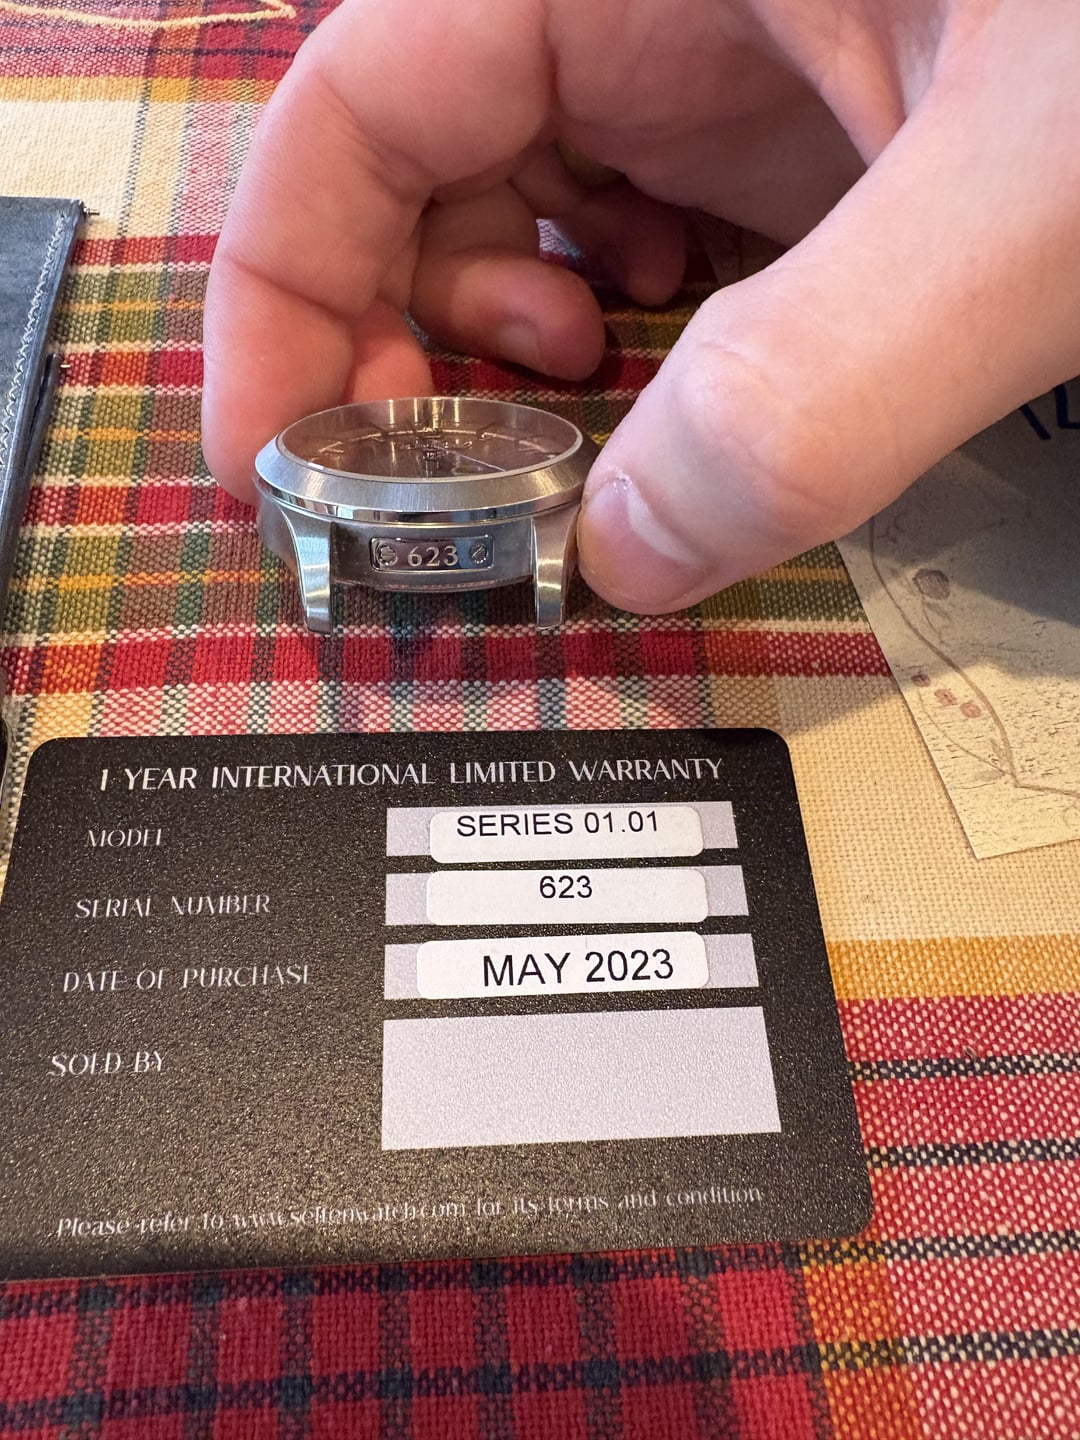 623
1 YEAR INTERNATIONAL LIMITED WARRANTY
MODEL SERIES 01.01
SERIAL NUMBER 623
DATE OF PURCHASE MAY 2023
SOLD BY
Please refer to www.seltenwatch.com for its terms and condition